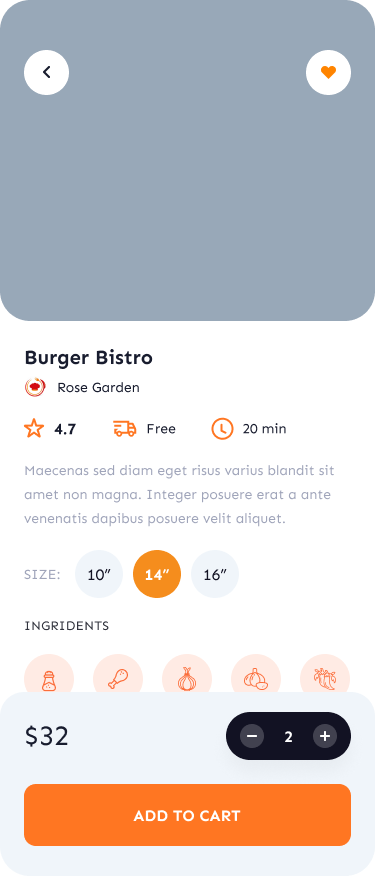 Burger Bistro
Rose Garden
4.7 Free 20 min
Maecenas sed diam eget risus varius blandit sit
amet non magna. Integer posuere erat a ante
venenatis dapibus posuere velit aliquet.
SIZE: 10” 14” 16”
INGRIDENTS
$32 2
ADD TO CART